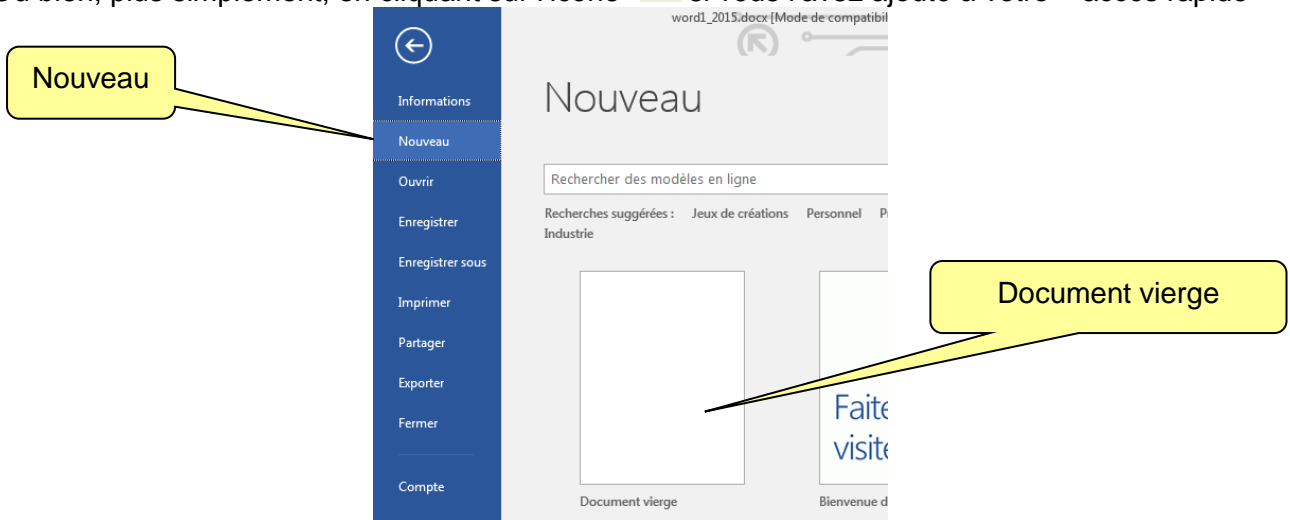 word1_2015.docx [Mode de compatibil
Nouveau
Informations
Nouveau
Nouveau
Ouvrir
Rechercher des modèles en ligne
Enregistrer
Recherches suggérées : Jeux de créations Personnel
Industrie
Enregistrer sous
Document vierge
Imprimer
Partager
Exporter
Faite
Fermer
visite
Compte
Document vierge
Bienvenue d